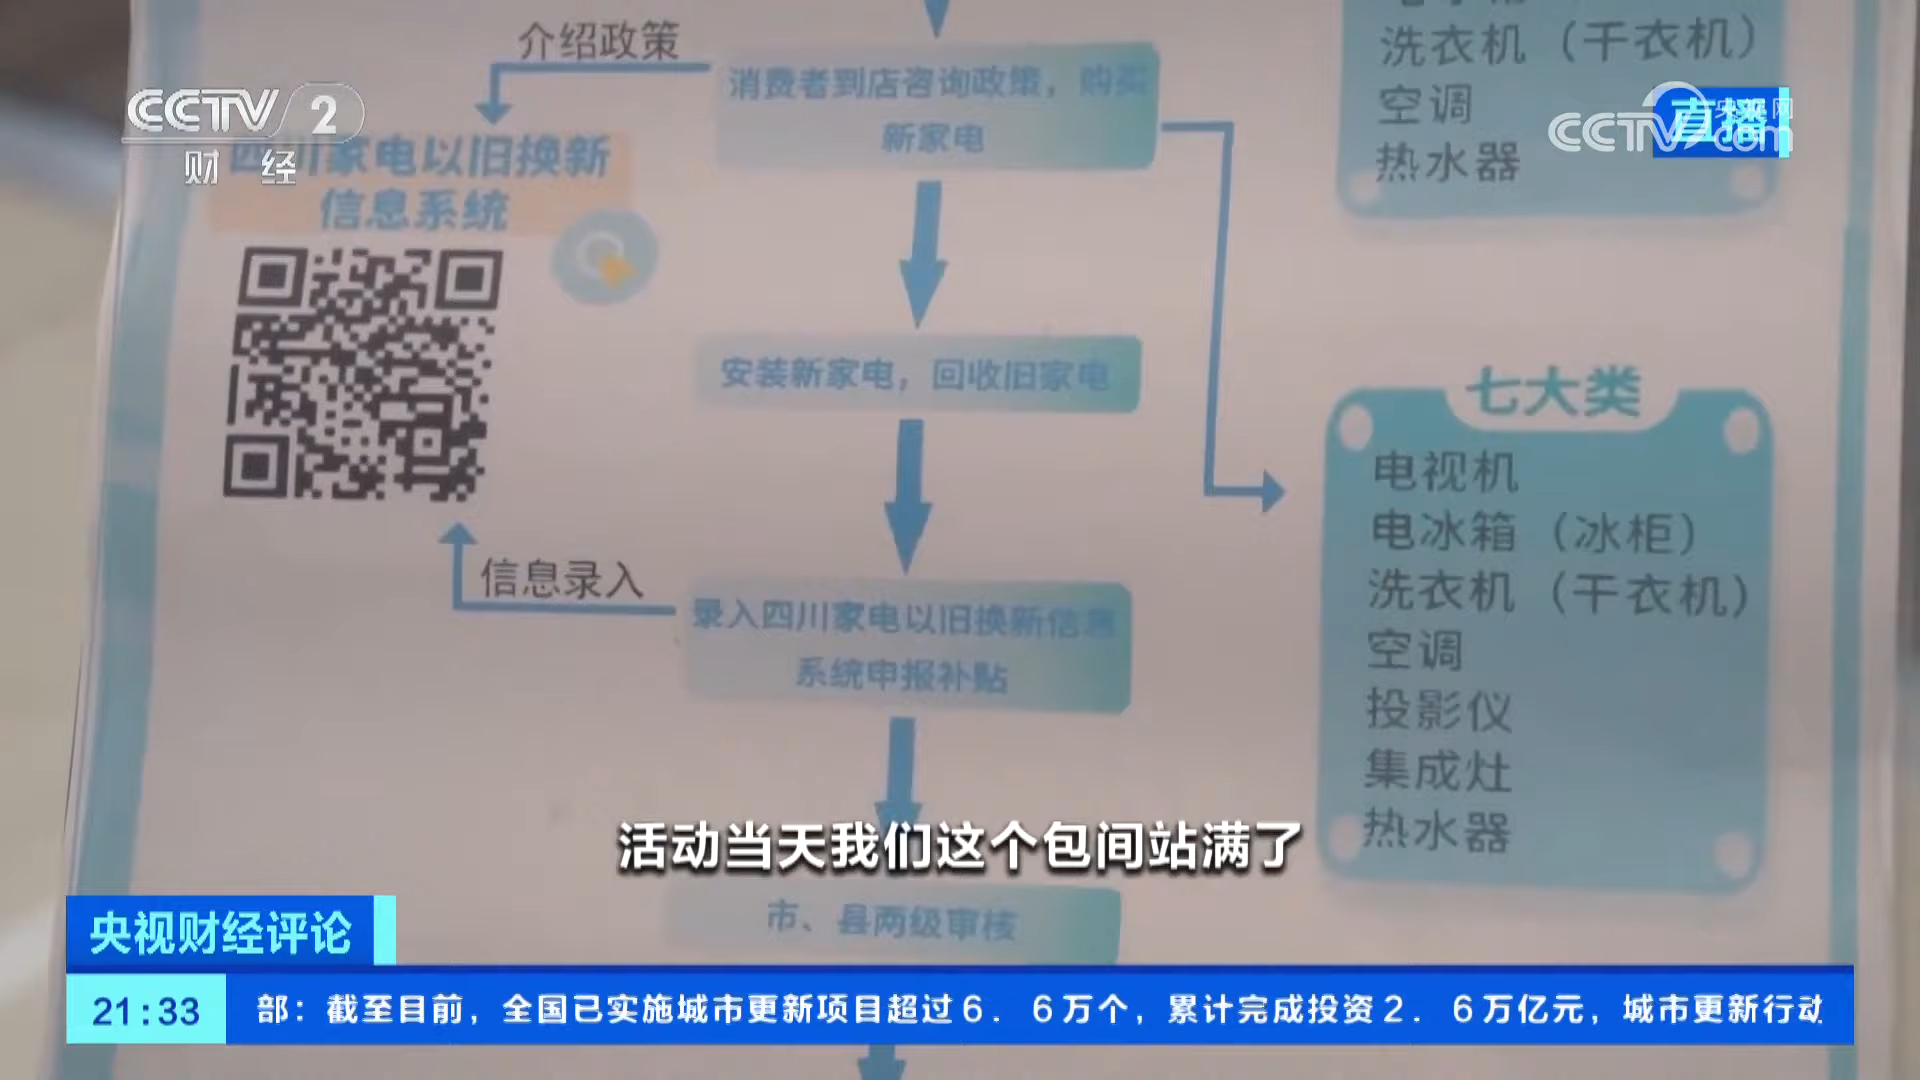 介绍政策
消费者到店咨询政策，购买
新家电
洗衣机（干衣机）
空调
热水器
CCTV 2
财 经
CCTV
com
央视网
直播
四川家电以旧换新
信息系统
安装新家电，回收旧家电
七大类
电视机
电冰箱（冰柜）
洗衣机（干衣机）
空调
投影仪
集成灶
热水器
信息录入
录入四川家电以旧换新信息
系统申报补贴
活动当天我们这个包间站满了
市、县两级审核
央视财经评论
21:33
部：截至目前，全国已实施城市更新项目超过6．6万个，累计完成投资2．6万亿元，城市更新行动